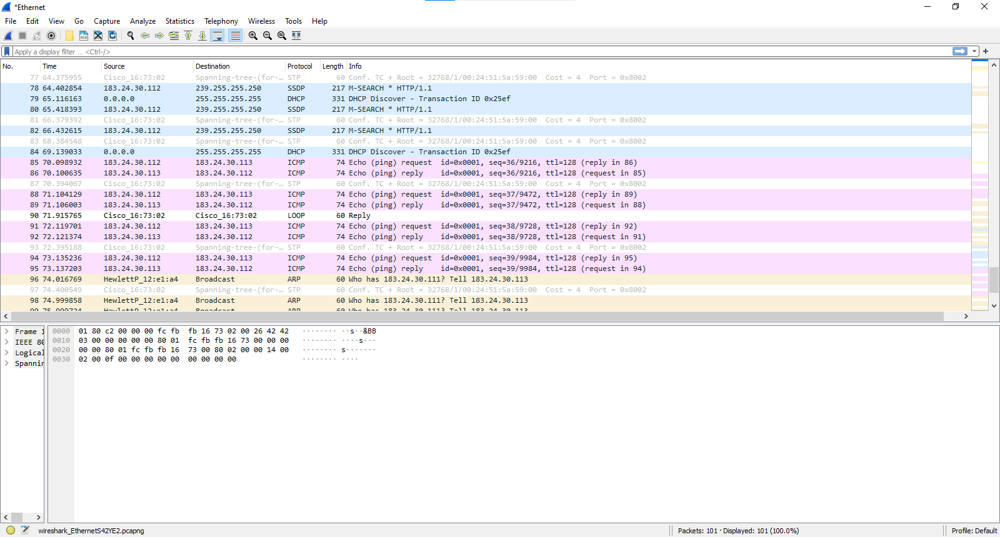 *Ethernet
File Edit View Go Capture Analyze Statistics Telephony Wireless Tools Help
Apply a display filter ... <Ctrl-/>
No. Time Source Destination Protocol Length Info
77 64.375955 Cisco_16:73:02 Spanning-tree-(for-… STP 60 Conf. TC + Root = 32768/1/00:24:51:5a:59:00 Cost = 4 Port = 0x8002
78 64.402854 183.24.30.112 239.255.255.250 SSDP 217 M-SEARCH * HTTP/1.1
79 65.116163 0.0.0.0 255.255.255.255 DHCP 331 DHCP Discover - Transaction ID 0x25ef
80 65.418393 183.24.30.112 239.255.255.250 SSDP 217 M-SEARCH * HTTP/1.1
81 66.379392 Cisco_16:73:02 Spanning-tree-(for-… STP 60 Conf. TC + Root = 32768/1/00:24:51:5a:59:00 Cost = 4 Port = 0x8002
82 66.432615 183.24.30.112 239.255.255.250 SSDP 217 M-SEARCH * HTTP/1.1
83 68.384548 Cisco_16:73:02 Spanning-tree-(for-… STP 60 Conf. TC + Root = 32768/1/00:24:51:5a:59:00 Cost = 4 Port = 0x8002
84 69.139033 0.0.0.0 255.255.255.255 DHCP 331 DHCP Discover - Transaction ID 0x25ef
85 70.098932 183.24.30.112 183.24.30.113 ICMP 74 Echo (ping) request id=0x0001, seq=36/9216, ttl=128 (reply in 86)
86 70.100635 183.24.30.113 183.24.30.112 ICMP 74 Echo (ping) reply id=0x0001, seq=36/9216, ttl=128 (request in 85)
87 70.394067 Cisco_16:73:02 Spanning-tree-(for-… STP 60 Conf. TC + Root = 32768/1/00:24:51:5a:59:00 Cost = 4 Port = 0x8002
88 71.104129 183.24.30.112 183.24.30.113 ICMP 74 Echo (ping) request id=0x0001, seq=37/9472, ttl=128 (reply in 89)
89 71.106003 183.24.30.113 183.24.30.112 ICMP 74 Echo (ping) reply id=0x0001, seq=37/9472, ttl=128 (request in 88)
90 71.915765 Cisco_16:73:02 Cisco_16:73:02 LOOP 60 Reply
91 72.119701 183.24.30.112 183.24.30.113 ICMP 74 Echo (ping) request id=0x0001, seq=38/9728, ttl=128 (reply in 92)
92 72.121374 183.24.30.113 183.24.30.112 ICMP 74 Echo (ping) reply id=0x0001, seq=38/9728, ttl=128 (request in 91)
93 72.395188 Cisco_16:73:02 Spanning-tree-(for-… STP 60 Conf. TC + Root = 32768/1/00:24:51:5a:59:00 Cost = 4 Port = 0x8002
94 73.135236 183.24.30.112 183.24.30.113 ICMP 74 Echo (ping) request id=0x0001, seq=39/9984, ttl=128 (reply in 95)
95 73.137203 183.24.30.113 183.24.30.112 ICMP 74 Echo (ping) reply id=0x0001, seq=39/9984, ttl=128 (request in 94)
96 74.016769 HewlettP_12:e1:a4 Broadcast ARP 60 Who has 183.24.30.111? Tell 183.24.30.113
97 74.400549 Cisco_16:73:02 Spanning-tree-(for-… STP 60 Conf. TC + Root = 32768/1/00:24:51:5a:59:00 Cost = 4 Port = 0x8002
98 74.999858 HewlettP_12:e1:a4 Broadcast ARP 60 Who has 183.24.30.111? Tell 183.24.30.113
99 75.999724 HewlettP_12:e1:a4 Broadcast ARP 60 Who has 183.24.30.111? Tell 183.24.30.113
Frame 1
IEEE 80
Logical
Spannin
0000 01 80 c2 00 00 00 fc fb fb 16 73 02 00 26 42 42 ········ ··s··&BB
0010 03 00 00 00 00 00 80 01 fc fb fb 16 73 00 00 00 ········ ····s···
0020 00 00 80 01 fc fb fb 16 73 00 80 02 00 00 14 00 ········ s·······
0030 02 00 0f 00 00 00 00 00 00 00 00 00 ········ ····
wireshark_EthernetS42YE2.pcapng
Packets: 101 · Displayed: 101 (100.0%)
Profile: Default